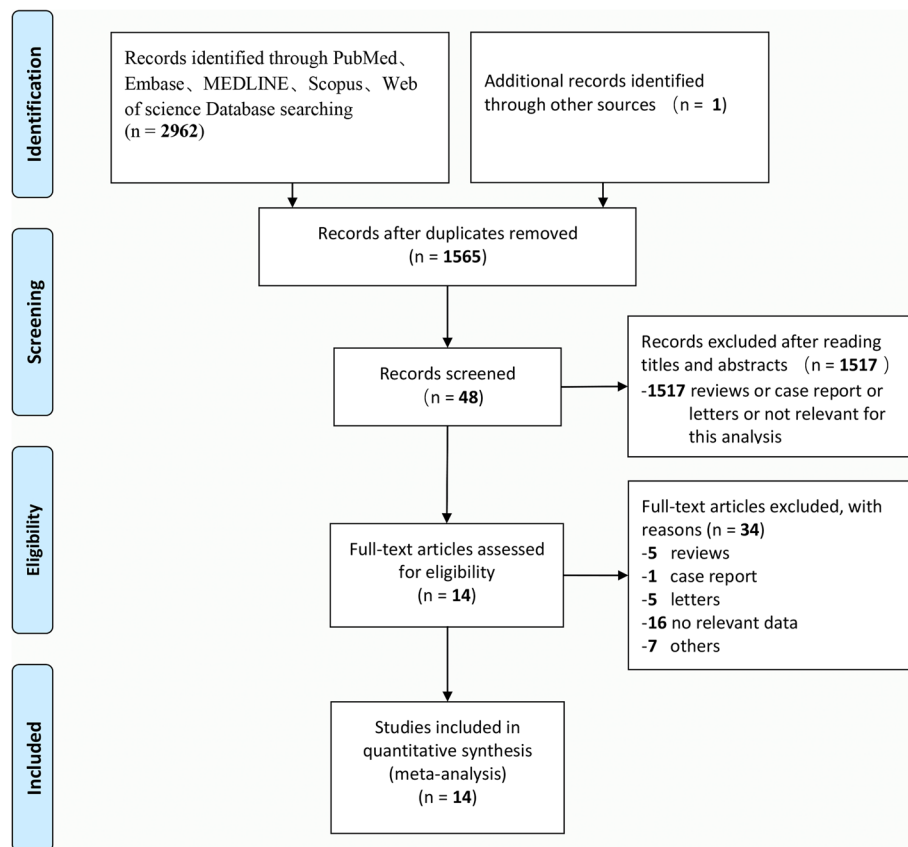 Identification
Records identified through PubMed、
Embase、MEDLINE、Scopus、Web
of science Database searching
(n = 2962)
Additional records identified
through other sources （n = 1)
Records after duplicates removed
(n = 1565)
Screening
Records screened
(n = 48)
Records excluded after reading
titles and abstracts （n = 1517 ）
-1517 reviews or case report or
letters or not relevant for
this analysis
Eligibility
Full-text articles assessed
for eligibility
(n = 14)
Full-text articles excluded, with
reasons (n = 34)
-5 reviews
-1 case report
-5 letters
-16 no relevant data
-7 others
Included
Studies included in
quantitative synthesis
(meta-analysis)
(n = 14)